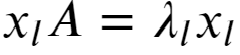 x_l A = λ_l x_l